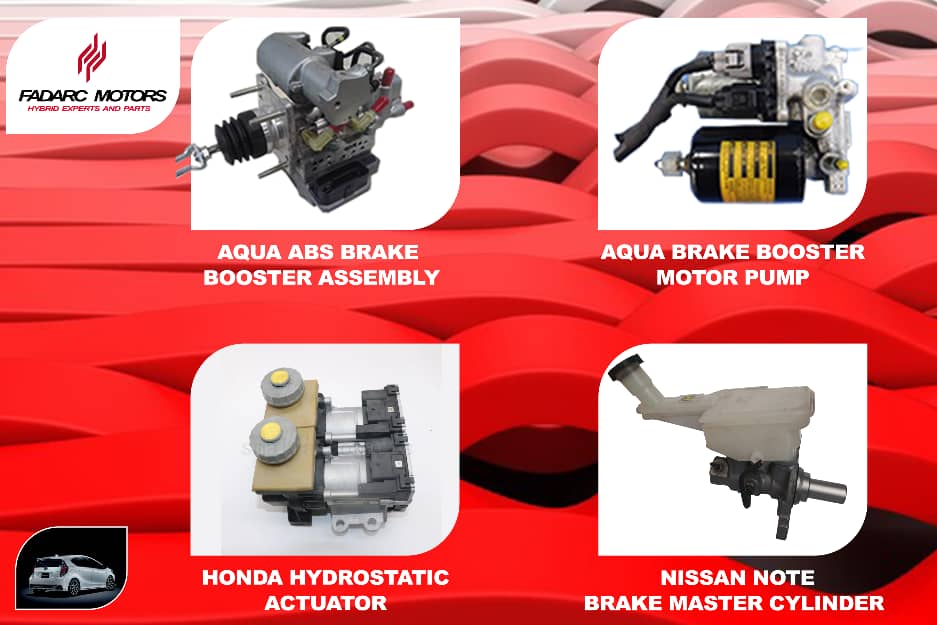 FADARC MOTORS
HYBRID EXPERTS AND PARTS
AQUA ABS BRAKE
BOOSTER ASSEMBLY
AQUA BRAKE BOOSTER
MOTOR PUMP
HONDA HYDROSTATIC
ACTUATOR
NISSAN NOTE
BRAKE MASTER CYLINDER